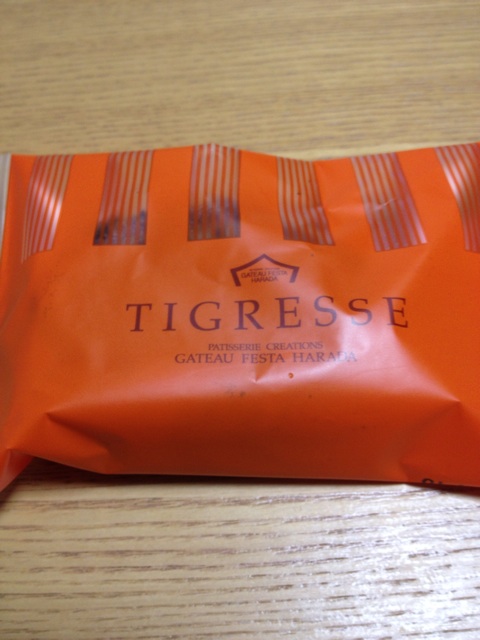 GATEAU FESTA
HARADA
TIGRESSE
PATISSERIE CREATIONS
GATEAU FESTA HARADA